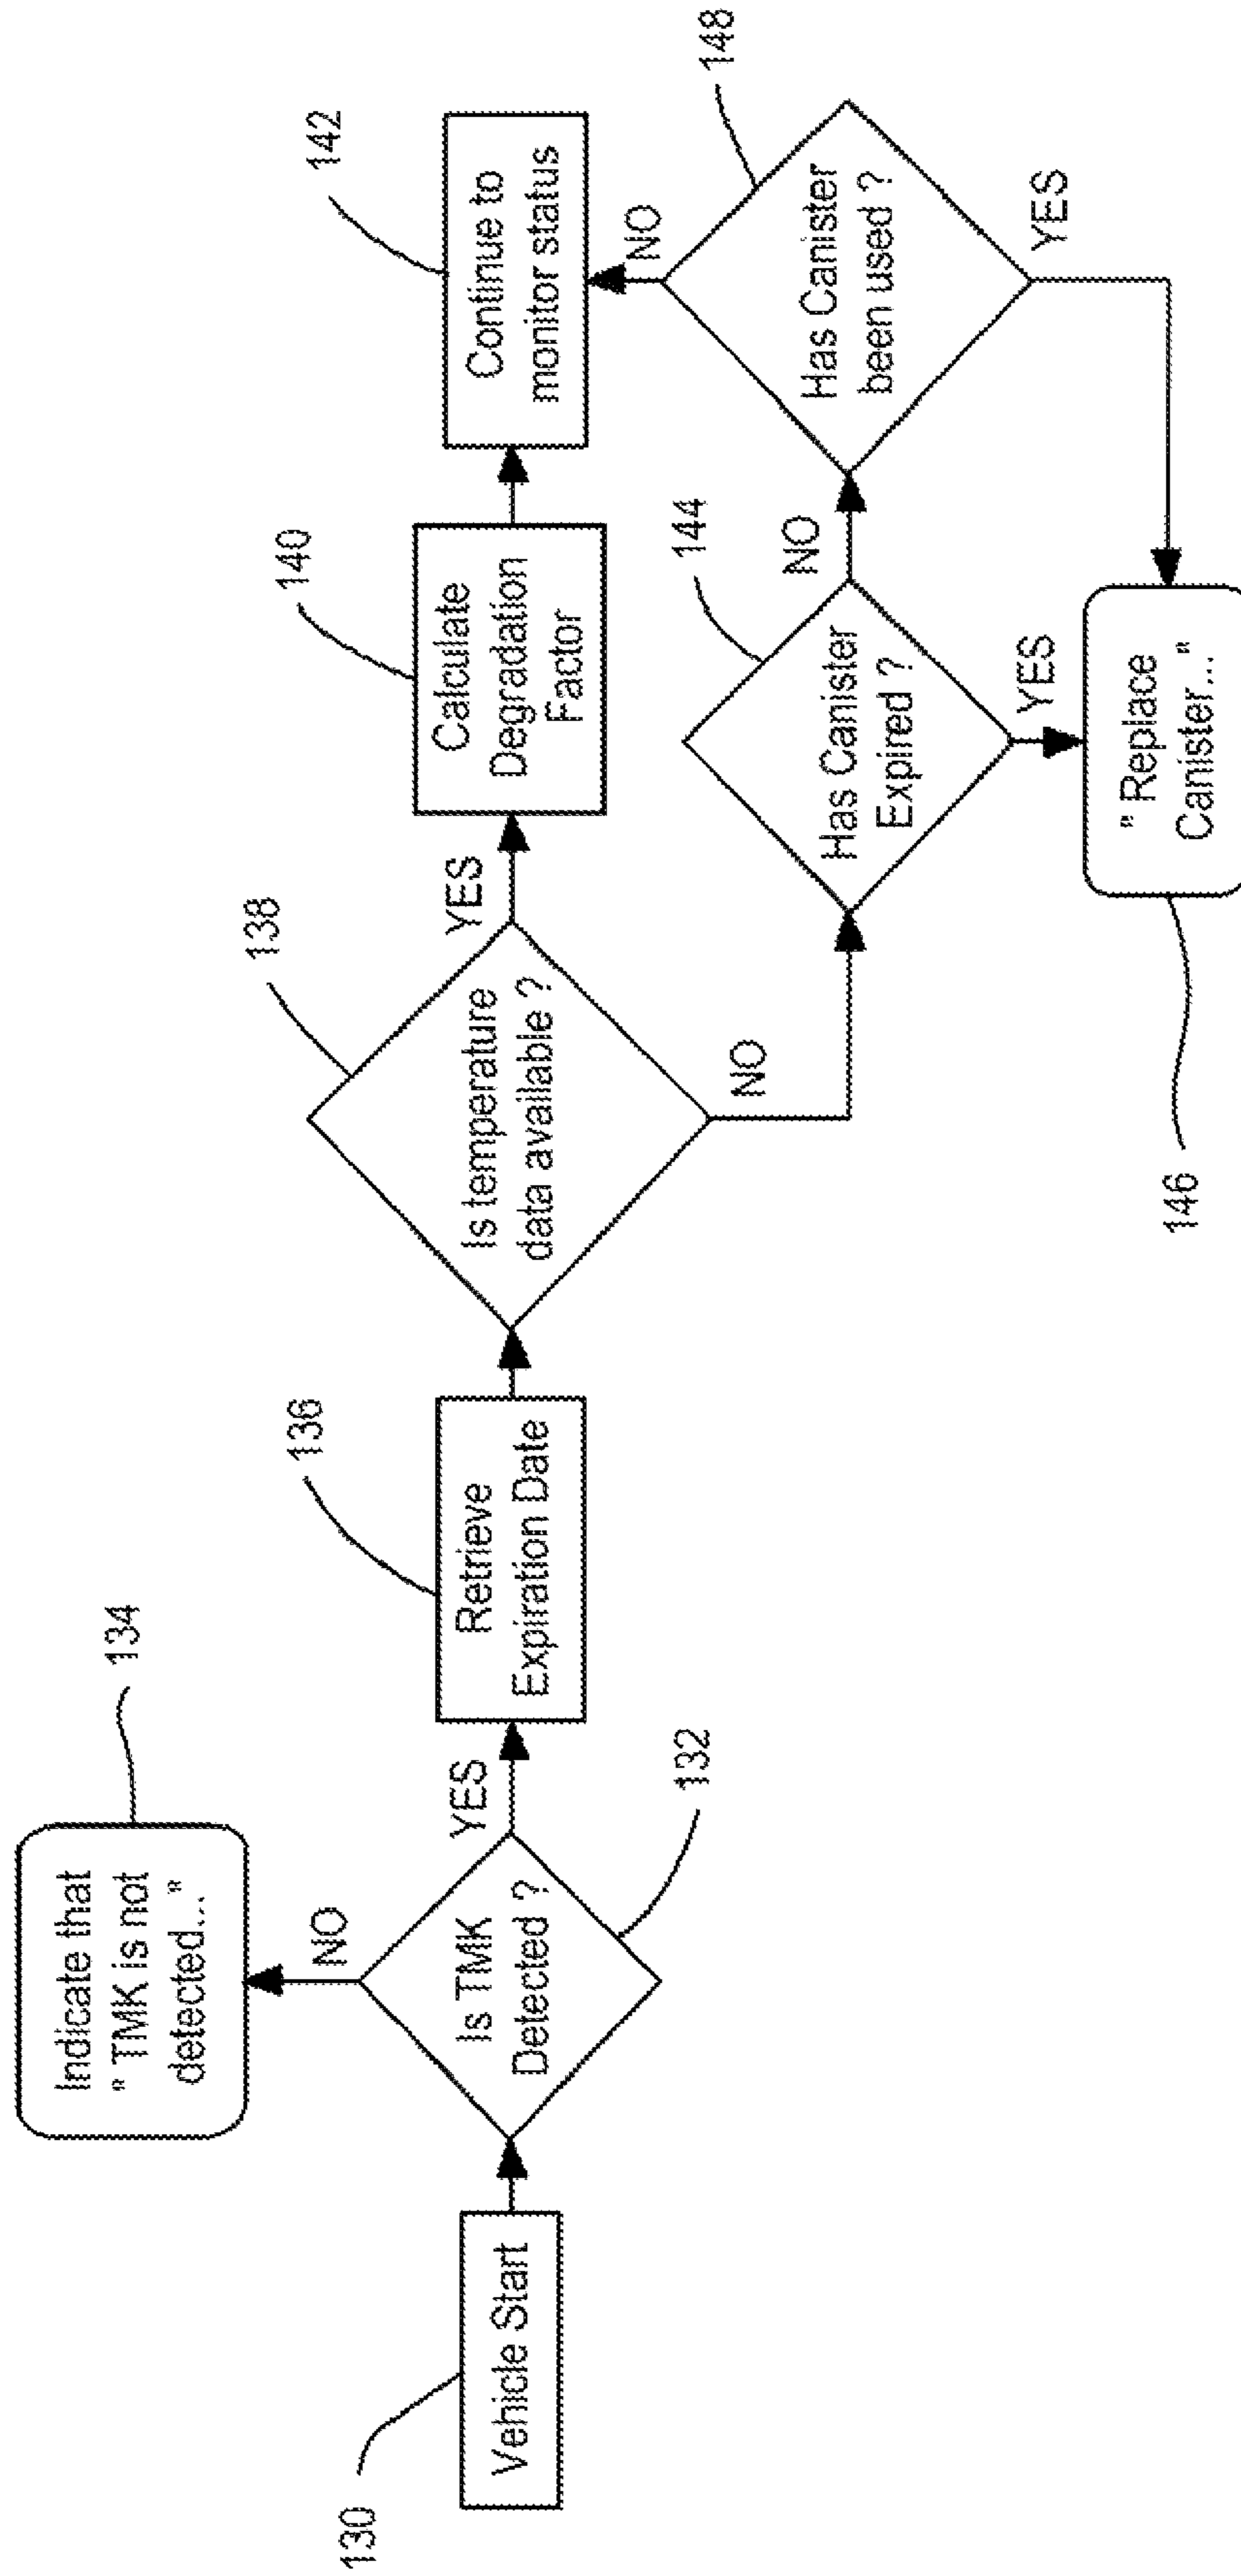 130
Vehicle Start
Is TMK
Detected ?
132
NO
Indicate that
" TMK is not
detected..."
134
YES
Retrieve
Expiration Date
136
Is temperature
data available ?
138
YES
Calculate
Degradation
Factor
140
Continue to
monitor status
142
NO
Has Canister
Expired ?
144
NO
Has Canister
been used ?
148
NO
YES
YES
" Replace
Canister..."
146